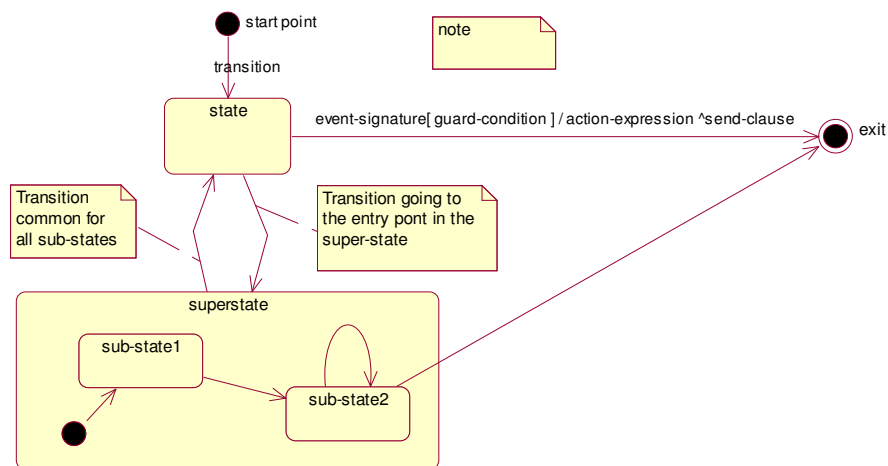 start point
note
transition
state
event-signature[ guard-condition ] / action-expression ^send-clause
exit
Transition
common for
all sub-states
Transition going to
the entry pont in the
super-state
superstate
sub-state1
sub-state2